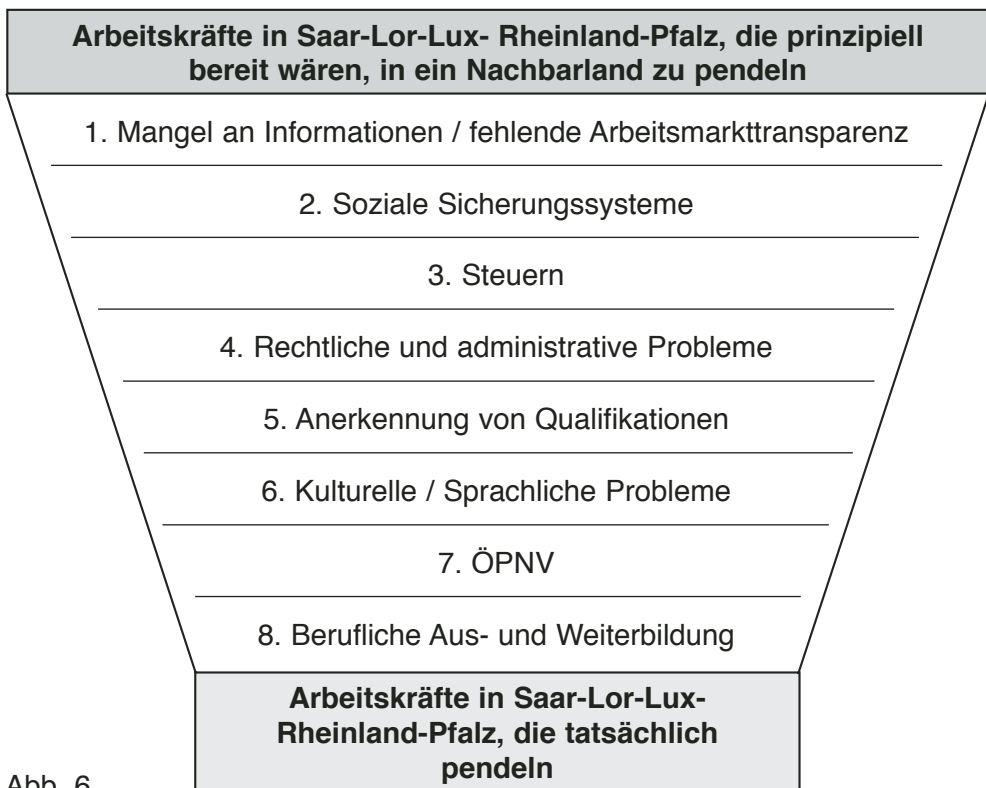 Arbeitskräfte in Saar-Lor-Lux- Rheinland-Pfalz, die prinzipiell
bereit wären, in ein Nachbarland zu pendeln
1. Mangel an Informationen / fehlende Arbeitsmarkttransparenz
2. Soziale Sicherungssysteme
3. Steuern
4. Rechtliche und administrative Probleme
5. Anerkennung von Qualifikationen
6. Kulturelle / Sprachliche Probleme
7. ÖPNV
8. Berufliche Aus- und Weiterbildung
Arbeitskräfte in Saar-Lor-Lux-
Rheinland-Pfalz, die tatsächlich
pendeln
Abb. 6